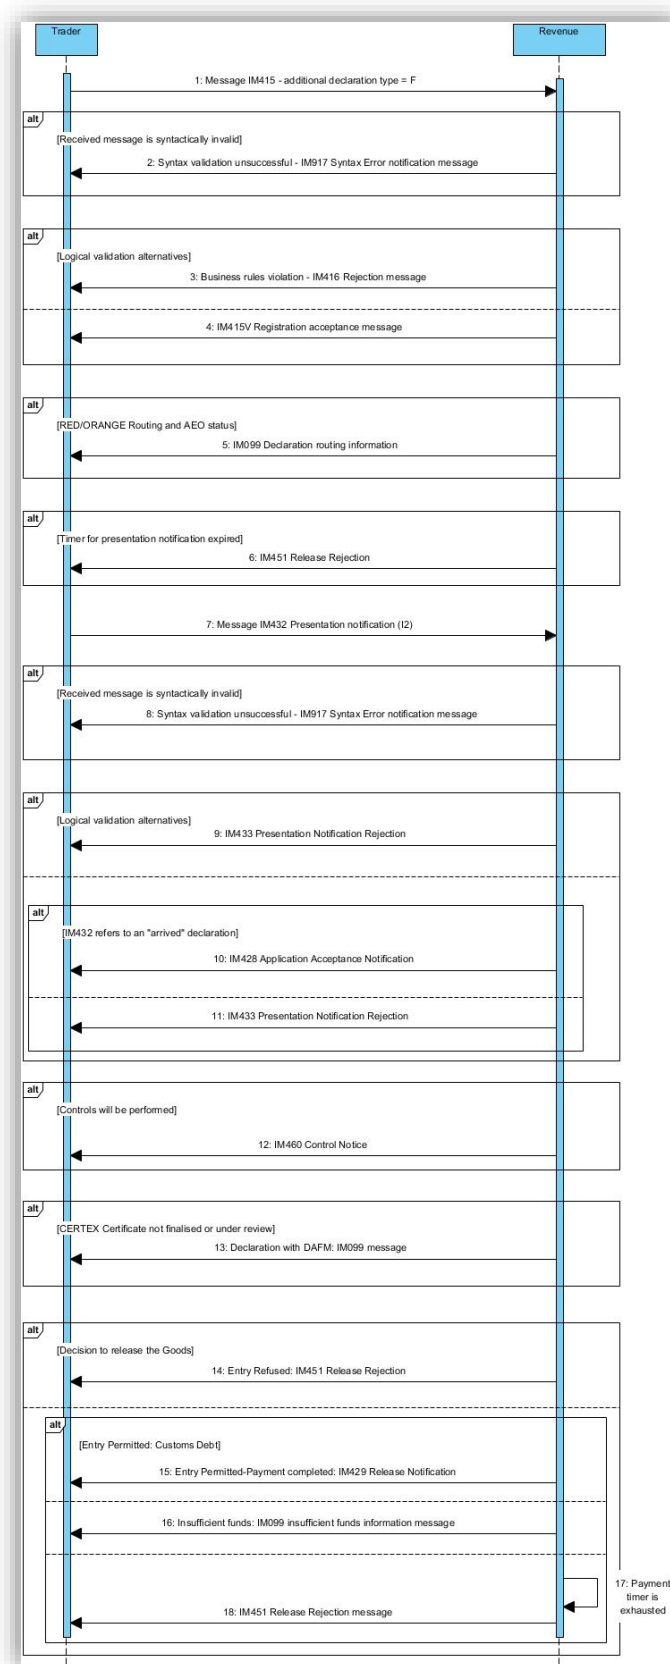 Trader
Revenue
1: Message IM415 - additional declaration type = F
alt
[Received message is syntactically invalid]
2: Syntax validation unsuccessful - IM917 Syntax Error notification message
alt
[Logical validation alternatives]
3: Business rules violation - IM416 Rejection message
4: IM415V Registration acceptance message
alt
[RED/ORANGE Routing and AEO status]
5: IM099 Declaration routing information
alt
[Timer for presentation notification expired]
6: IM451 Release Rejection
7: Message IM432 Presentation notification (I2)
alt
[Received message is syntactically invalid]
8: Syntax validation unsuccessful - IM917 Syntax Error notification message
alt
[Logical validation alternatives]
9: IM433 Presentation Notification Rejection
alt
[IM432 refers to an "arrived" declaration]
10: IM428 Application Acceptance Notification
11: IM433 Presentation Notification Rejection
alt
[Controls will be performed]
12: IM460 Control Notice
alt
[CERTEX Certificate not finalised or under review]
13: Declaration with DAFM: IM099 message
alt
[Decision to release the Goods]
14: Entry Refused: IM451 Release Rejection
alt
[Entry Permitted: Customs Debt]
15: Entry Permitted-Payment completed: IM429 Release Notification
16: Insufficient funds: IM099 insufficient funds information message
17: Payment
timer is
exhausted
18: IM451 Release Rejection message